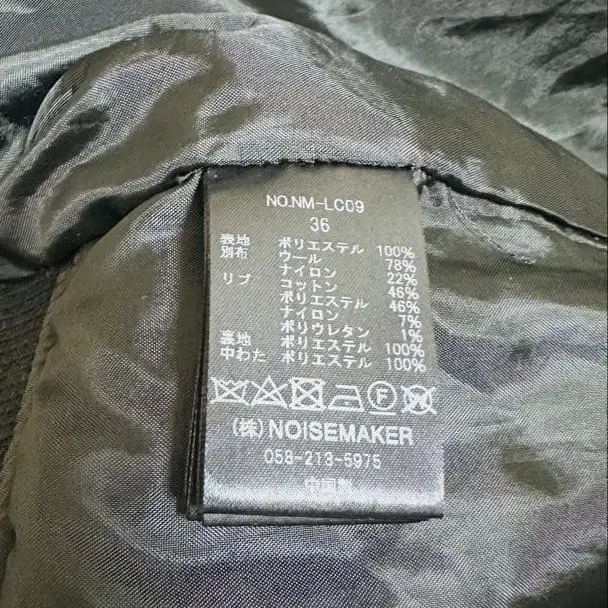 NO.NM-LC09
36
表地 ポリエステル 100%
別布 ウール 78%
ナイロン 22%
リブ コットン 46%
ポリエステル 46%
ナイロン 7%
ポリウレタン 1%
裏地 ポリエステル 100%
中わた ポリエステル 100%
F W
(株) NOISEMAKER
058-213-5975
中国製